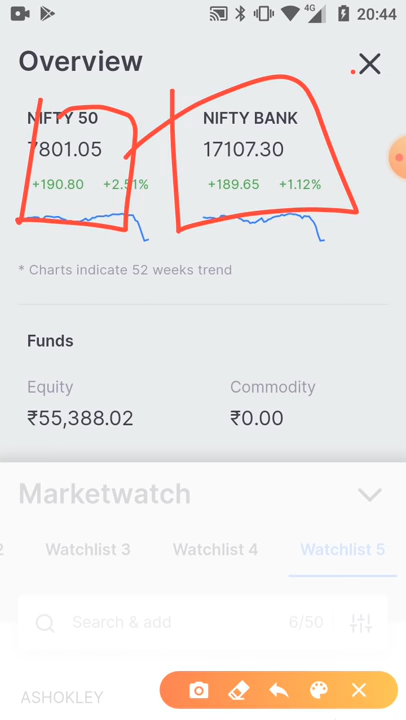 4G 20:44
Overview
NIFTY 50 NIFTY BANK
7801.05 17107.30
+190.80 +2.51% +189.65 +1.12%
* Charts indicate 52 weeks trend
Funds
Equity Commodity
₹55,388.02 ₹0.00
Marketwatch
2 Watchlist 3 Watchlist 4 Watchlist 5
Search & add 6/50
ASHOKLEY